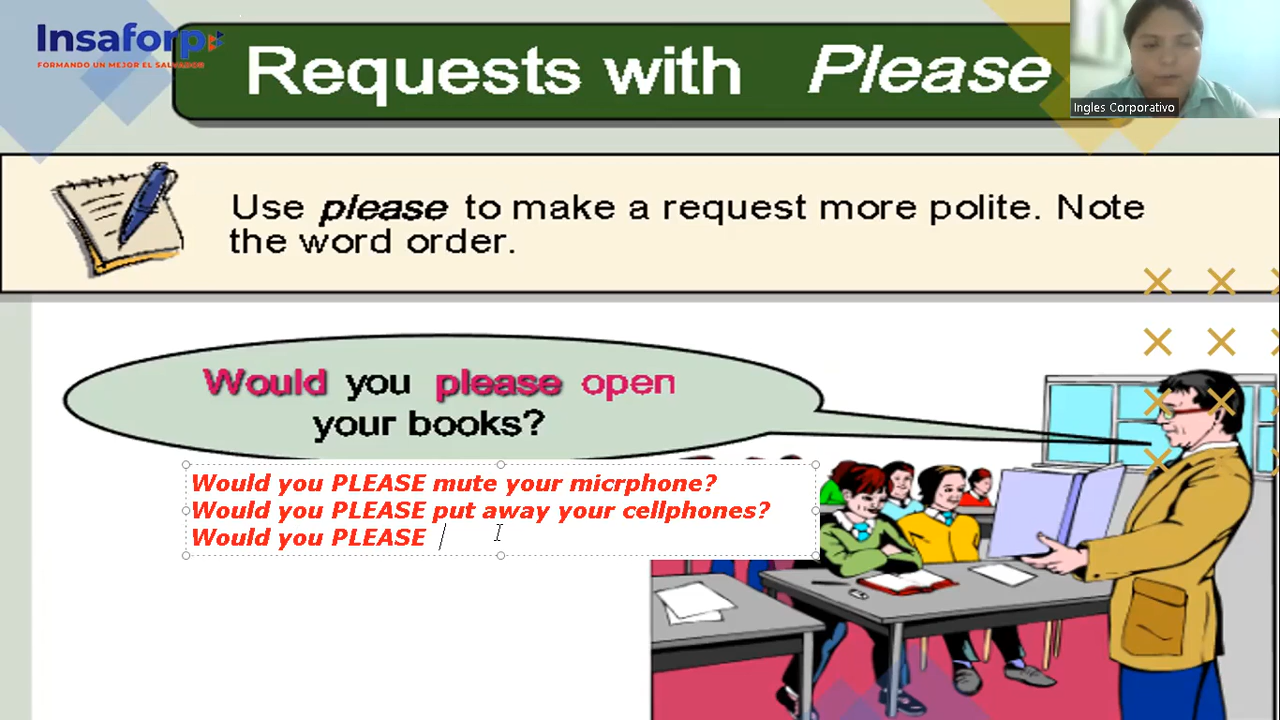 Insaforp
FORMANDO UN MEJOR EL SALVADOR
Requests with Please
Ingles Corporativo
Use please to make a request more polite. Note
the word order.
Would you please open
your books?
Would you PLEASE mute your micrphone?
Would you PLEASE put away your cellphones?
Would you PLEASE